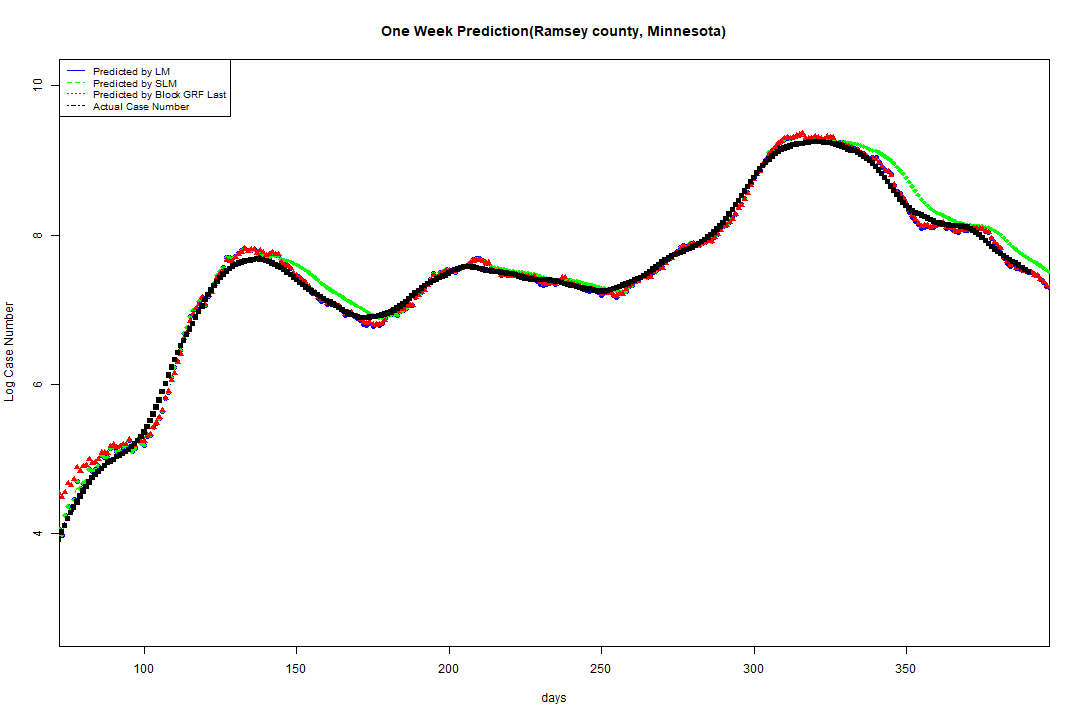 One Week Prediction(Ramsey county, Minnesota)
Predicted by LM
Predicted by SLM
Predicted by Block GRF Last
Actual Case Number
10
8
6
4
Log Case Number
100 150 200 250 300 350
days